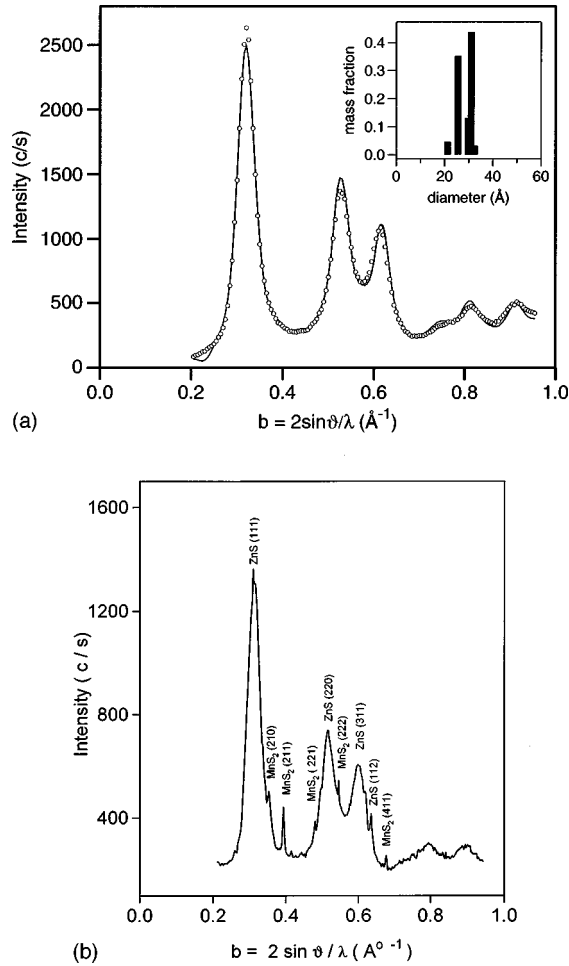 2500
2000
1500
1000
500
0
Intensity (c/s)
0.0 0.2 0.4 0.6 0.8 1.0
b = 2sinϑ/λ (Å⁻¹)
0.4
0.3
0.2
0.1
0.0
mass fraction
0 20 40 60
diameter (Å)
(a)
1600
1200
800
400
Intensity ( c / s)
ZnS (111)
MnS₂ (210)
MnS₂ (211)
MnS₂ ( 221)
ZnS (220)
MnS₂ (222)
ZnS (311)
ZnS (112)
MnS₂ (411)
0.0 0.2 0.4 0.6 0.8 1.0
b = 2 sin ϑ / λ ( A⁰ ⁻¹ )
(b)